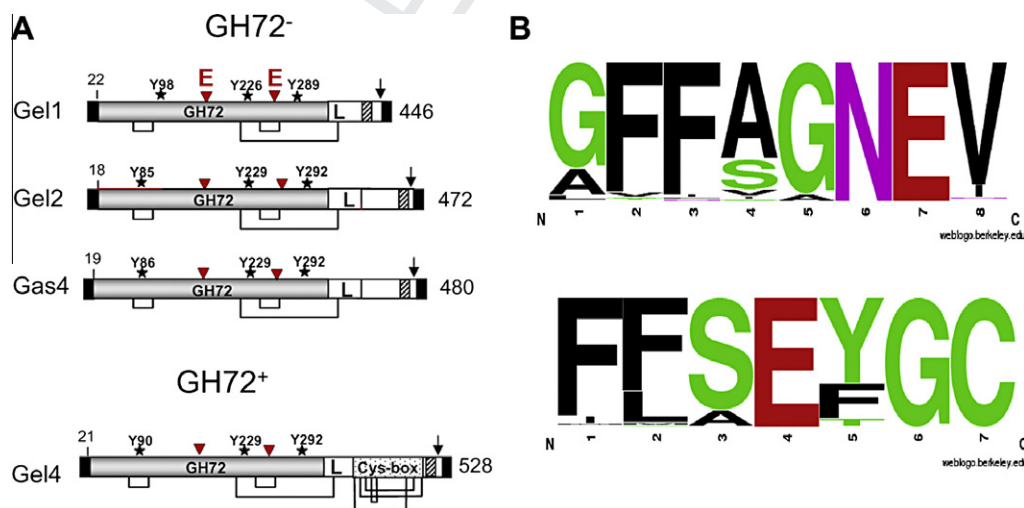 A
GH72-
22
Y98
E
Y226
E
Y289
Gel1
GH72
L
446
18
Y85
Y229
Y292
Gel2
GH72
L
472
19
Y86
Y229
Y292
Gas4
GH72
L
480
GH72+
21
Y90
Y229
Y292
Gel4
GH72
L
Cys-box
528
B
GFFAGNEV
A S
N 1 2 3 4 5 6 7 8 C
weblogo.berkeley.edu
FFSEYGC
L A F
N 1 2 3 4 5 6 7 C
weblogo.berkeley.edu